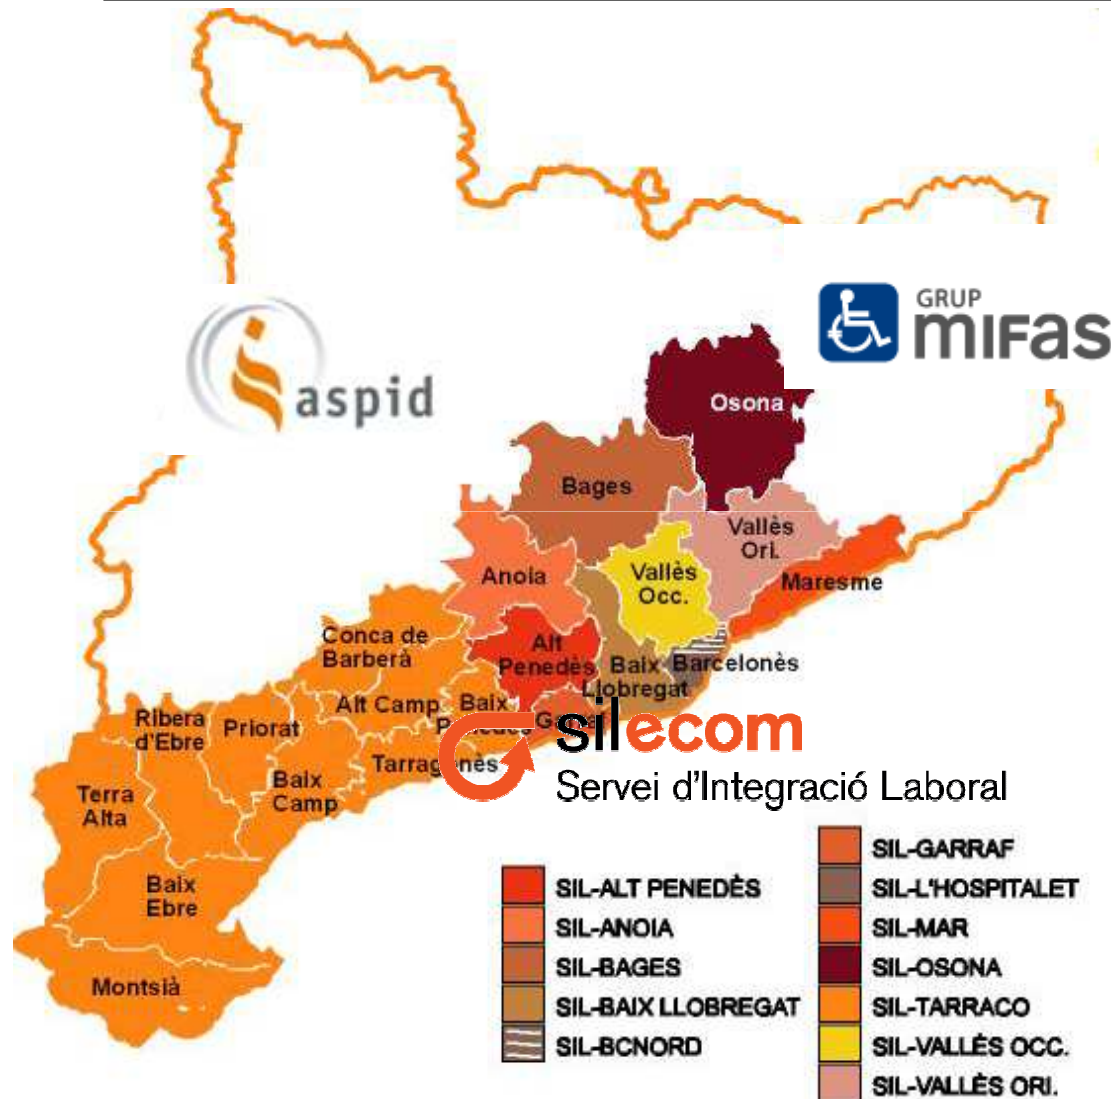 GRUP
mifas
aspid
Osona
Bages
Vallès
Ori.
Anoia
Vallès
Occ.
Maresme
Conca de
Barberà
Alt
Penedès
Baix
Llobregat
Barcelonès
Alt Camp
Baix
Penedès
Garraf
Ribera
d'Ebre
Priorat
Tarragonès
Terra
Alta
Baix
Camp
Baix
Ebre
Montsià
silecom
Servei d'Integració Laboral
SIL-ALT PENEDÈS
SIL-ANOIA
SIL-BAGES
SIL-BAIX LLOBREGAT
SIL-BCNORD
SIL-GARRAF
SIL-L'HOSPITALET
SIL-MAR
SIL-OSONA
SIL-TARRACO
SIL-VALLÈS OCC.
SIL-VALLÈS ORI.